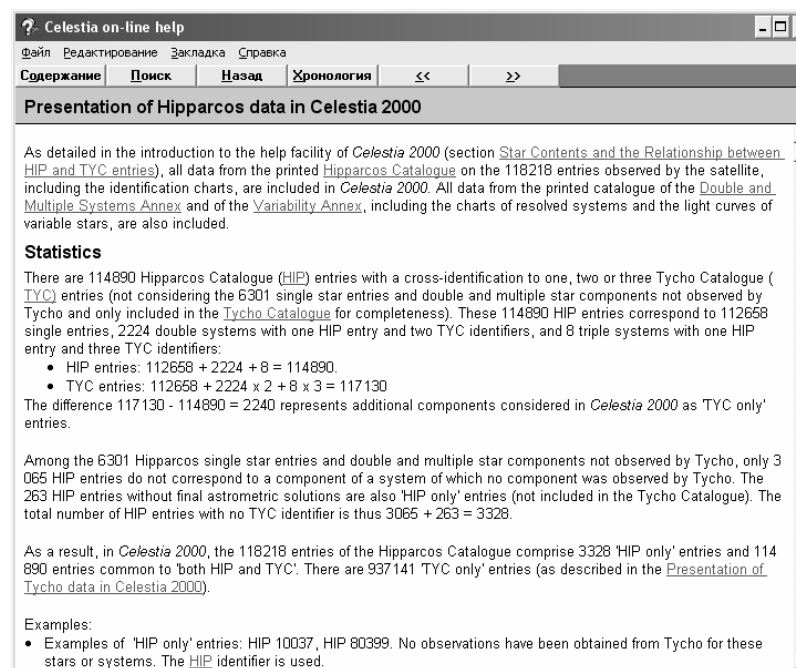 Celestia on-line help
Файл Редактирование Закладка Справка
Содержание Поиск Назад Хронология << >>
Presentation of Hipparcos data in Celestia 2000
As detailed in the introduction to the help facility of Celestia 2000 (section Star Contents and the Relationship between
HIP and TYC entries), all data from the printed Hipparcos Catalogue on the 118218 entries observed by the satellite,
including the identification charts, are included in Celestia 2000. All data from the printed catalogue of the Double and
Multiple Systems Annex and of the Variability Annex, including the charts of resolved systems and the light curves of
variable stars, are also included.
Statistics
There are 114890 Hipparcos Catalogue (HIP) entries with a cross-identification to one, two or three Tycho Catalogue (
TYC) entries (not considering the 6301 single star entries and double and multiple star components not observed by
Tycho and only included in the Tycho Catalogue for completeness). These 114890 HIP entries correspond to 112658
single entries, 2224 double systems with one HIP entry and two TYC identifiers, and 8 triple systems with one HIP
entry and three TYC identifiers:
• HIP entries: 112658 + 2224 + 8 = 114890.
• TYC entries: 112658 + 2224 x 2 + 8 x 3 = 117130
The difference 117130 - 114890 = 2240 represents additional components considered in Celestia 2000 as 'TYC only'
entries.
Among the 6301 Hipparcos single star entries and double and multiple star components not observed by Tycho, only 3
065 HIP entries do not correspond to a component of a system of which no component was observed by Tycho. The
263 HIP entries without final astrometric solutions are also 'HIP only' entries (not included in the Tycho Catalogue). The
total number of HIP entries with no TYC identifier is thus 3065 + 263 = 3328.
As a result, in Celestia 2000, the 118218 entries of the Hipparcos Catalogue comprise 3328 'HIP only' entries and 114
890 entries common to 'both HIP and TYC'. There are 937141 'TYC only' entries (as described in the Presentation of
Tycho data in Celestia 2000).
Examples:
• Examples of 'HIP only' entries: HIP 10037, HIP 80399. No observations have been obtained from Tycho for these
stars or systems. The HIP identifier is used.